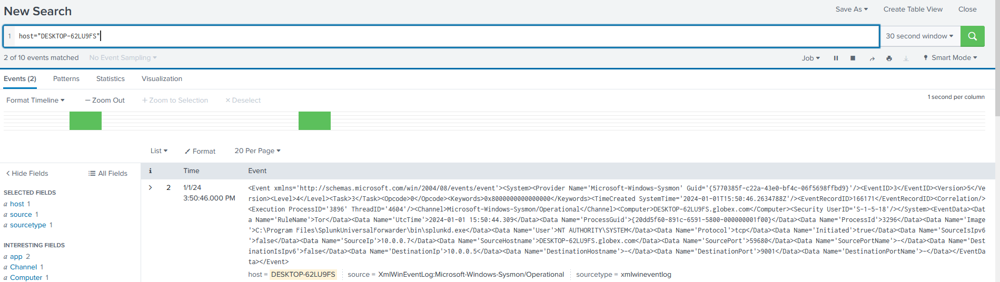 New Search
Save As Create Table View Close
1 host="DESKTOP-62LU9FS"
30 second window
2 of 10 events matched No Event Sampling
Job Smart Mode
Events (2) Patterns Statistics Visualization
Format Timeline — Zoom Out + Zoom to Selection × Deselect
1 second per column
List Format 20 Per Page
< Hide Fields All Fields
i Time Event
SELECTED FIELDS
a host 1
a source 1
a sourcetype 1
INTERESTING FIELDS
a app 2
a Channel 1
a Computer 1
> 2 1/1/24
3:50:46.000 PM
<Event xmlns='http://schemas.microsoft.com/win/2004/08/events/event'><System><Provider Name='Microsoft-Windows-Sysmon' Guid='{5770385f-c22a-43e0-bf4c-06f5698ffbd9}'/><EventID>3</EventID><Version>5</Ve
rsion><Level>4</Level><Task>3</Task><Opcode>0</Opcode><Keywords>0x8000000000000000</Keywords><TimeCreated SystemTime='2024-01-01T15:50:46.2634788Z'/><EventRecordID>166171</EventRecordID><Correlation/>
<Execution ProcessID='3896' ThreadID='4604'/><Channel>Microsoft-Windows-Sysmon/Operational</Channel><Computer>DESKTOP-62LU9FS.globex.com</Computer><Security UserID='S-1-5-18'/></System><EventData><Dat
a Name='RuleName'>Tor</Data><Data Name='UtcTime'>2024-01-01 15:50:44.309</Data><Data Name='ProcessGuid'>{20dd5f60-891c-6591-5800-000000001f00}</Data><Data Name='ProcessId'>3296</Data><Data Name='Image
'>C:\Program Files\SplunkUniversalForwarder\bin\splunkd.exe</Data><Data Name='User'>NT AUTHORITY\SYSTEM</Data><Data Name='Protocol'>tcp</Data><Data Name='Initiated'>true</Data><Data Name='SourceIsIpv6
'>false</Data><Data Name='SourceIp'>10.0.0.7</Data><Data Name='SourceHostname'>DESKTOP-62LU9FS.globex.com</Data><Data Name='SourcePort'>59680</Data><Data Name='SourcePortName'>-</Data><Data Name='Dest
inationIsIpv6'>false</Data><Data Name='DestinationIp'>10.0.0.5</Data><Data Name='DestinationHostname'>-</Data><Data Name='DestinationPort'>9001</Data><Data Name='DestinationPortName'>-</Data></EventDa
ta></Event>
host = DESKTOP-62LU9FS source = XmlWinEventLog:Microsoft-Windows-Sysmon/Operational sourcetype = xmlwineventlog